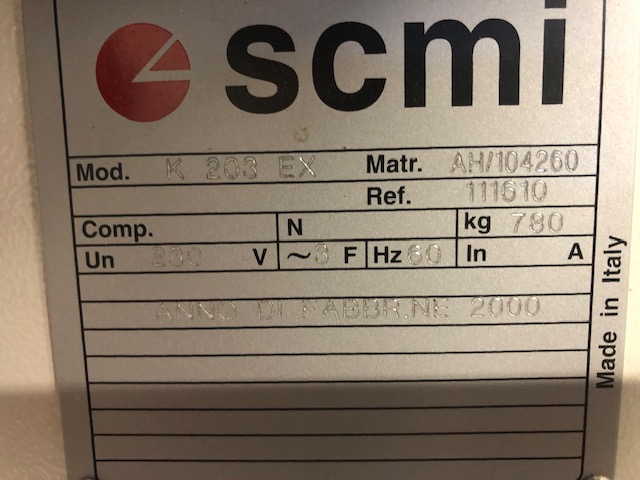 scmi
Mod. K 203 EX Matr. AH/104260
Ref. 111610
Comp. N kg 780
Un 230 V ~3 F Hz 60 In A
ANNO DI FABBR.NE 2000
Made in Italy